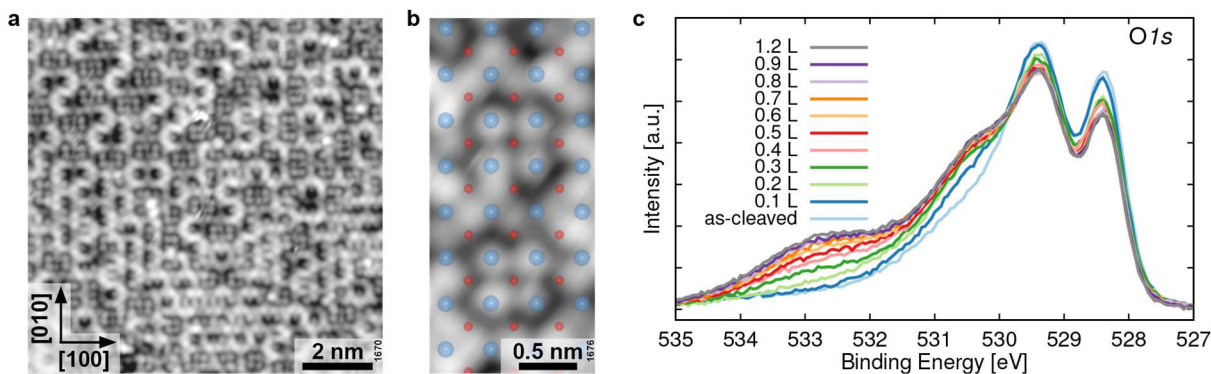 a
[010]
[100]
2 nm
1670
b
0.5 nm
1676
c
O1s
1.2 L
0.9 L
0.8 L
0.7 L
0.6 L
0.5 L
0.4 L
0.3 L
0.2 L
0.1 L
as-cleaved
Intensity [a.u.]
535 534 533 532 531 530 529 528 527
Binding Energy [eV]